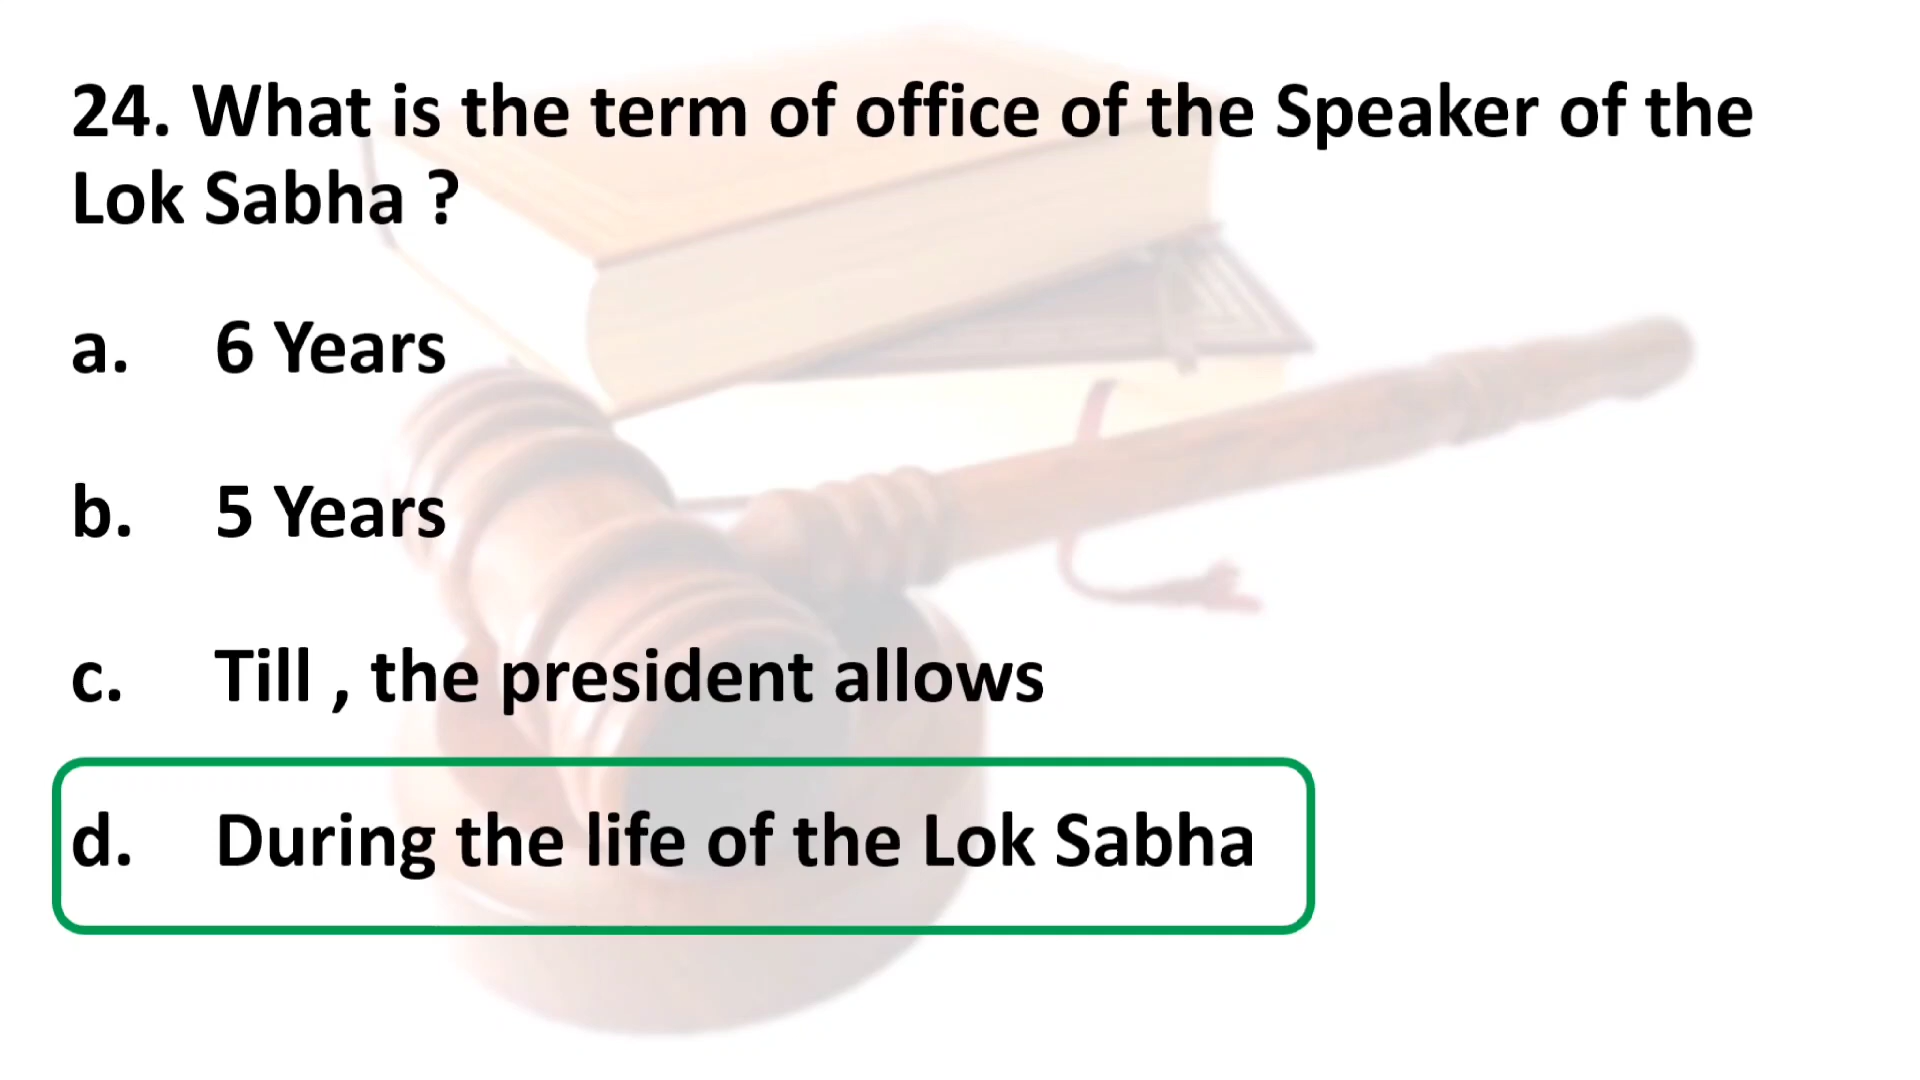 24. What is the term of office of the Speaker of the
Lok Sabha ?
a. 6 Years
b. 5 Years
c. Till , the president allows
d. During the life of the Lok Sabha